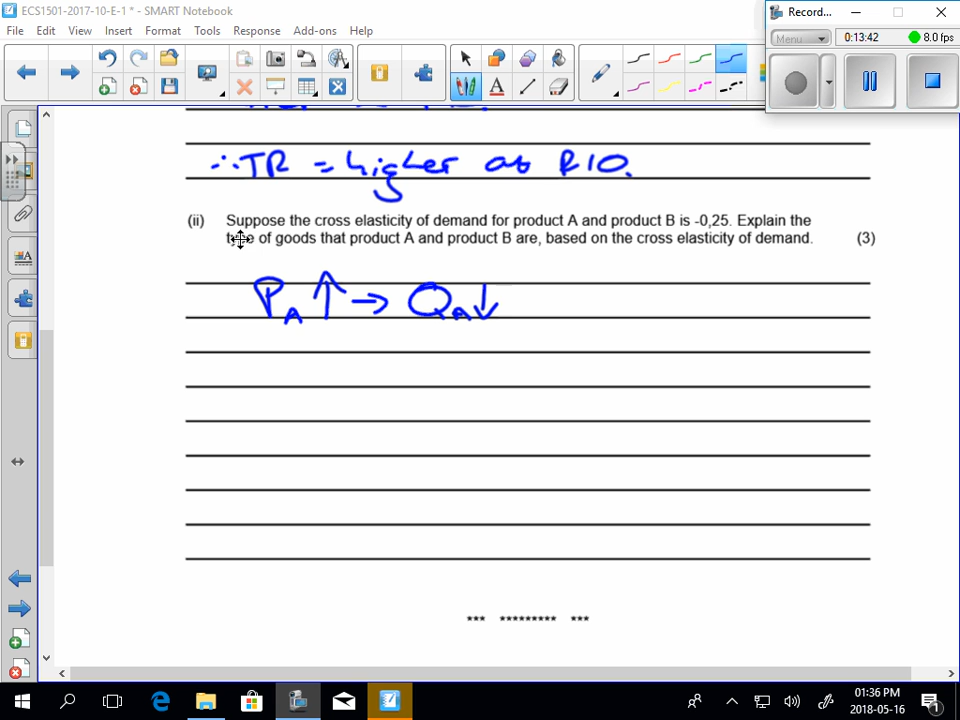 ECS1501-2017-10-E-1 * - SMART Notebook
Record...
File Edit View Insert Format Tools Response Add-ons Help
Menu 0:13:42 8.0 fps
∴ TR = higher at R10.
(ii) Suppose the cross elasticity of demand for product A and product B is -0,25. Explain the
type of goods that product A and product B are, based on the cross elasticity of demand. (3)
P_A ↑ → Q_A ↓
*** ********* ***
01:36 PM
2018-05-16
1